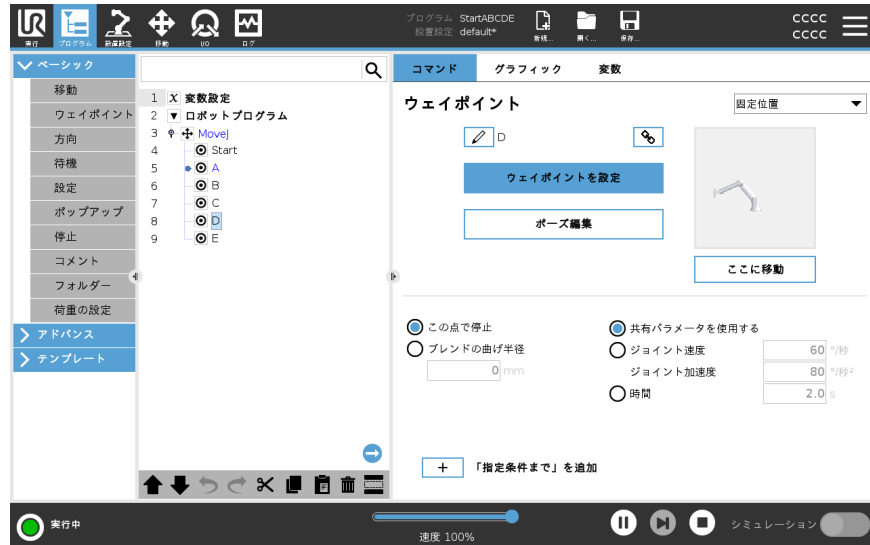 UR
実行
プログラム
設置設定
移動
I/O
ログ
プログラム StartABCDE
設置設定 default*
新規...
開く...
保存...
cccc
cccc
ベーシック
移動
ウェイポイント
方向
待機
設定
ポップアップ
停止
コメント
フォルダー
荷重の設定
アドバンス
テンプレート
1 X 変数設定
2 ▼ ロボットプログラム
3 MoveJ
4 Start
5 A
6 B
7 C
8 D
9 E
コマンド グラフィック 変数
ウェイポイント
固定位置
D
ウェイポイントを設定
ポーズ編集
ここに移動
この点で停止
ブレンドの曲げ半径
0 mm
共有パラメータを使用する
ジョイント速度 60 °/秒
ジョイント加速度 80 °/秒²
時間 2.0 s
+ 「指定条件まで」を追加
実行中
速度 100%
シミュレーション